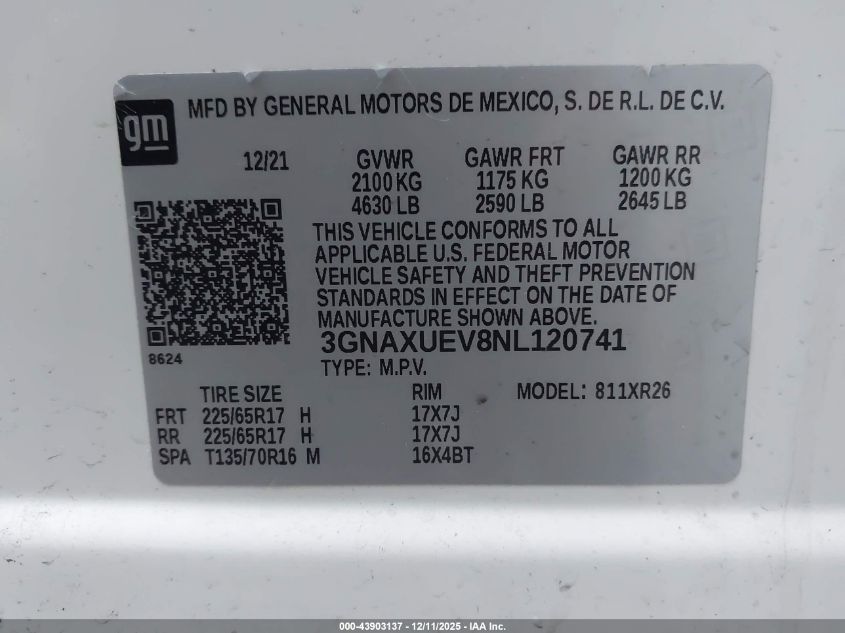 gm
MFD BY GENERAL MOTORS DE MEXICO, S. DE R.L. DE C.V.
12/21 GVWR GAWR FRT GAWR RR
2100 KG 1175 KG 1200 KG
4630 LB 2590 LB 2645 LB
THIS VEHICLE CONFORMS TO ALL
APPLICABLE U.S. FEDERAL MOTOR
VEHICLE SAFETY AND THEFT PREVENTION
STANDARDS IN EFFECT ON THE DATE OF
MANUFACTURE SHOWN ABOVE.
3GNAXUEV8NL120741
8624
TYPE: M.P.V.
TIRE SIZE RIM MODEL: 811XR26
FRT 225/65R17 H 17X7J
RR 225/65R17 H 17X7J
SPA T135/70R16 M 16X4BT
000-43903137 - 12/11/2025 - IAA Inc.